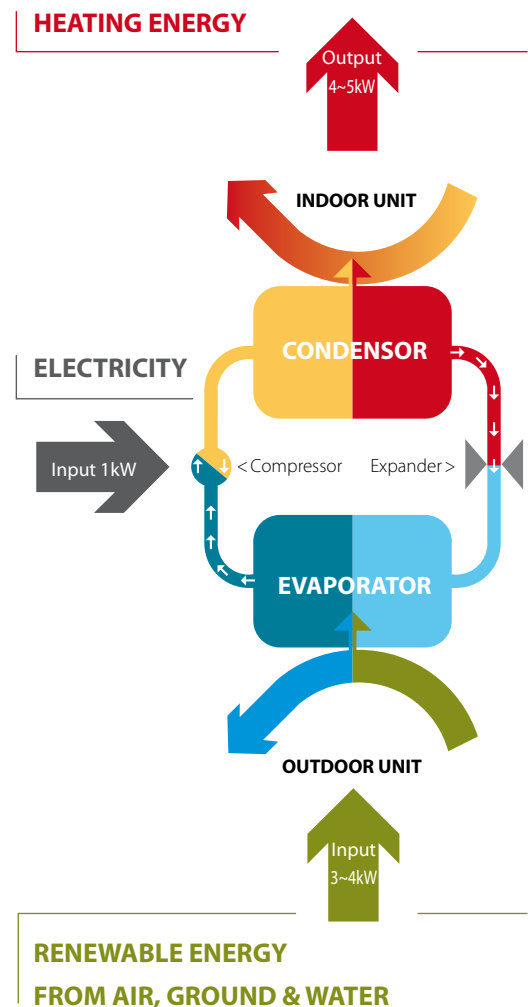 HEATING ENERGY
Output
4~5kW
INDOOR UNIT
CONDENSOR
ELECTRICITY
Input 1kW
< Compressor
Expander >
EVAPORATOR
OUTDOOR UNIT
Input
3~4kW
RENEWABLE ENERGY
FROM AIR, GROUND & WATER